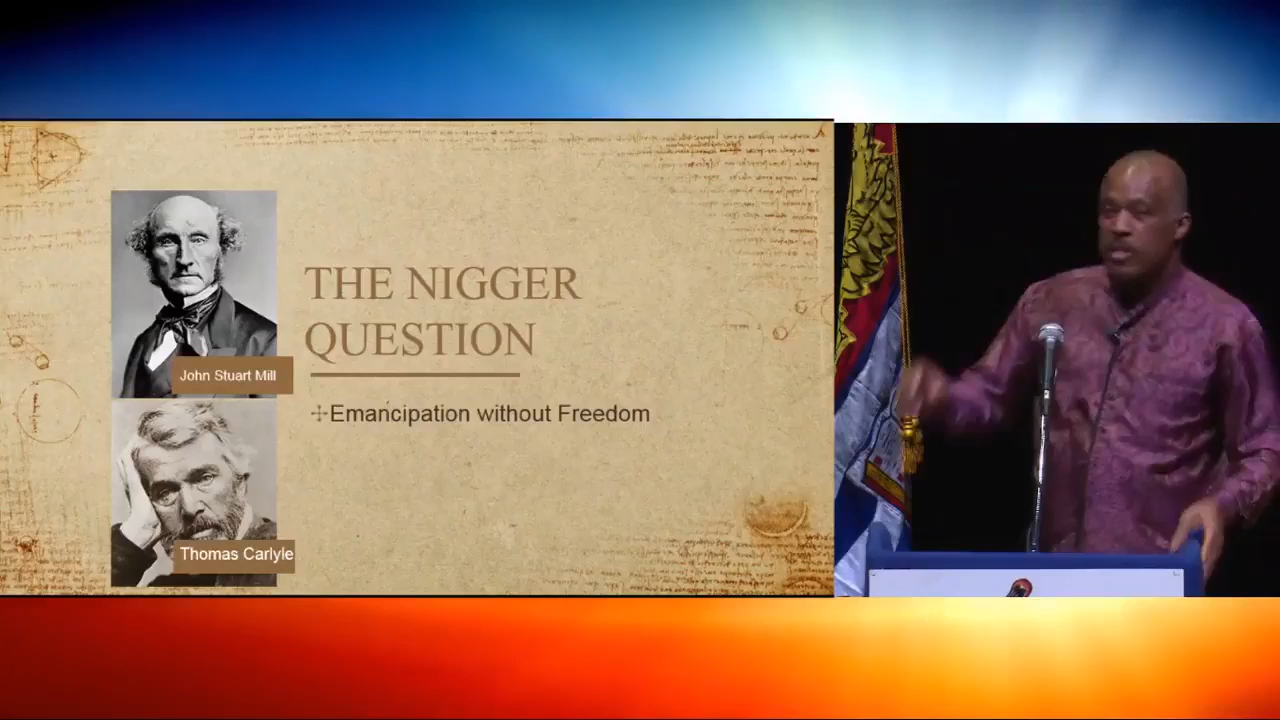 THE NIGGER
QUESTION
John Stuart Mill
✢Emancipation without Freedom
Thomas Carlyle